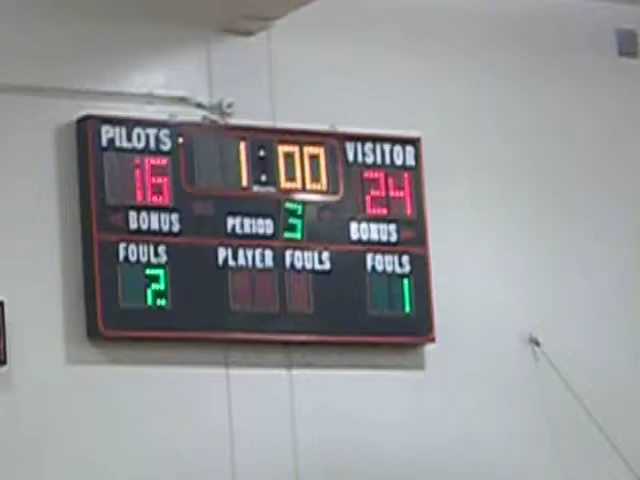 PILOTS 1:00 VISITOR
16 24
BONUS PERIOD 3 BONUS
FOULS PLAYER FOULS FOULS
2 1